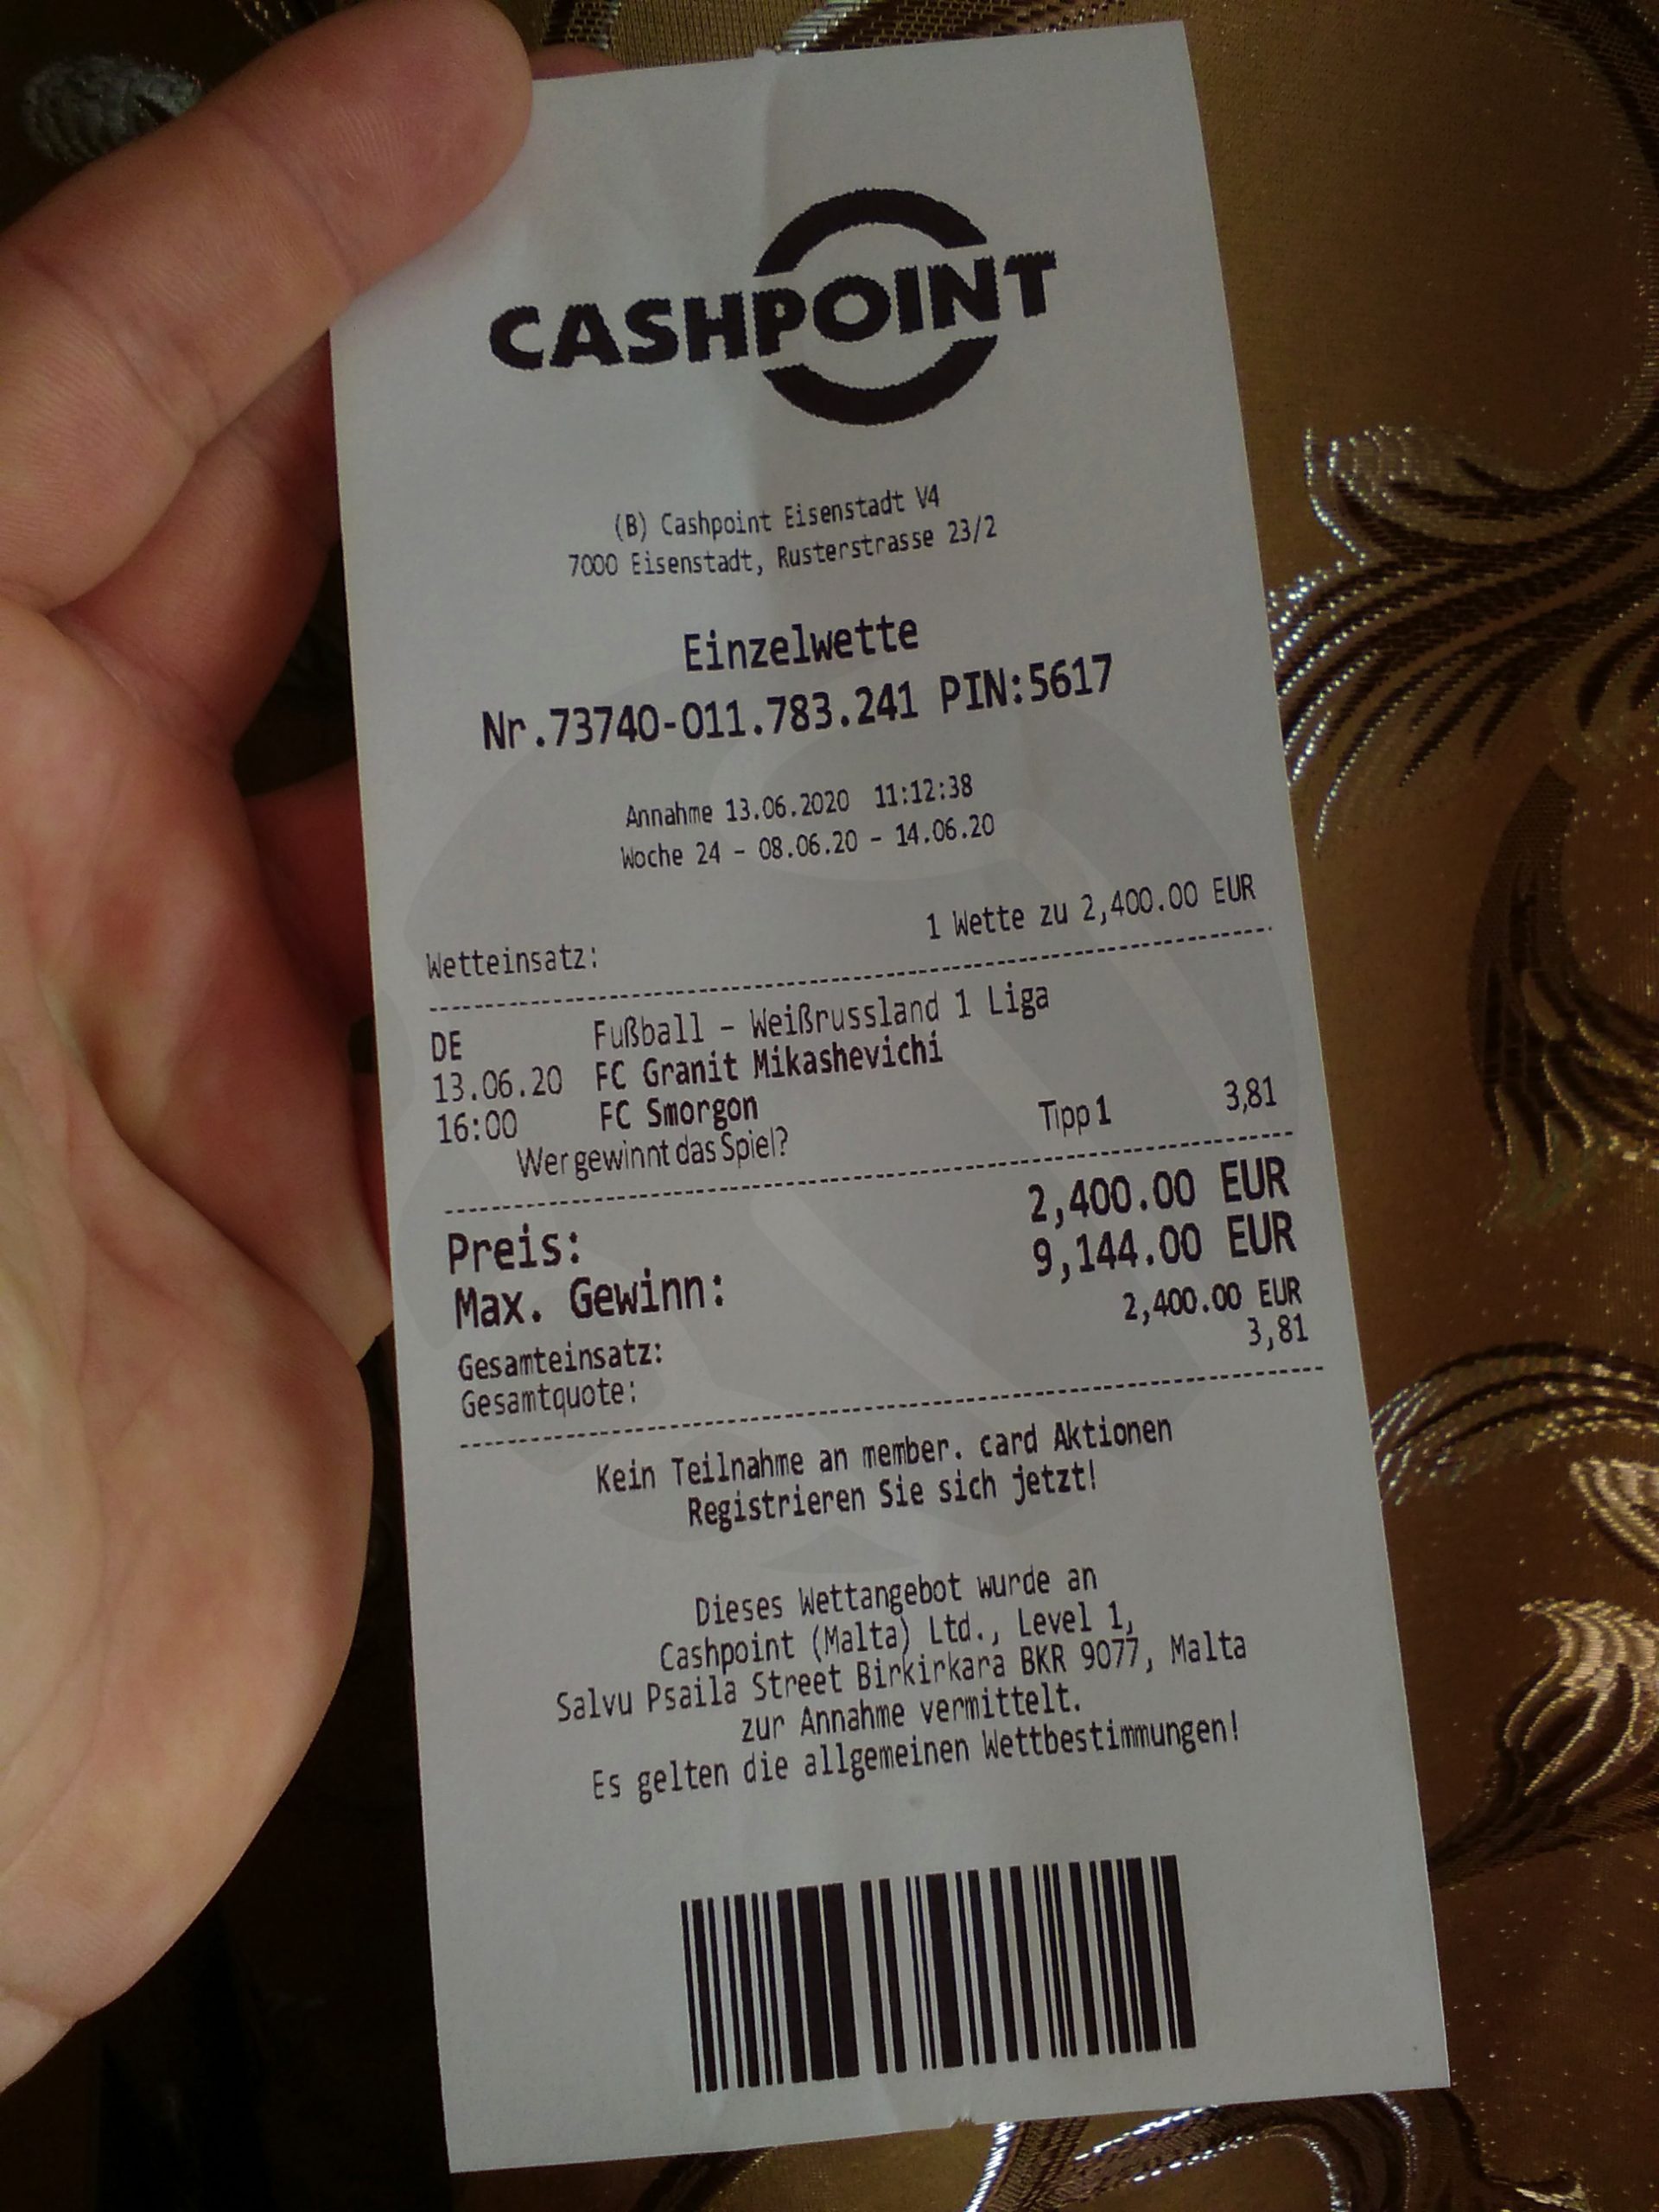 CASHPOINT
(B) Cashpoint Eisenstadt V4
7000 Eisenstadt, Rusterstrasse 23/2
Einzelwette
Nr.73740-011.783.241 PIN:5617
Annahme 13.06.2020 11:12:38
Woche 24 - 08.06.20 - 14.06.20
Wetteinsatz: 1 Wette zu 2,400.00 EUR
DE Fußball - Weißrussland 1 Liga
13.06.20 FC Granit Mikashevichi
16:00 FC Smorgon
Wer gewinnt das Spiel? Tipp 1 3,81
Preis: 2,400.00 EUR
Max. Gewinn: 9,144.00 EUR
Gesamteinsatz: 2,400.00 EUR
Gesamtquote: 3,81
Kein Teilnahme an member. card Aktionen
Registrieren Sie sich jetzt!
Dieses Wettangebot wurde an
Cashpoint (Malta) Ltd., Level 1,
Salvu Psaila Street Birkirkara BKR 9077, Malta
zur Annahme vermittelt.
Es gelten die allgemeinen Wettbestimmungen!